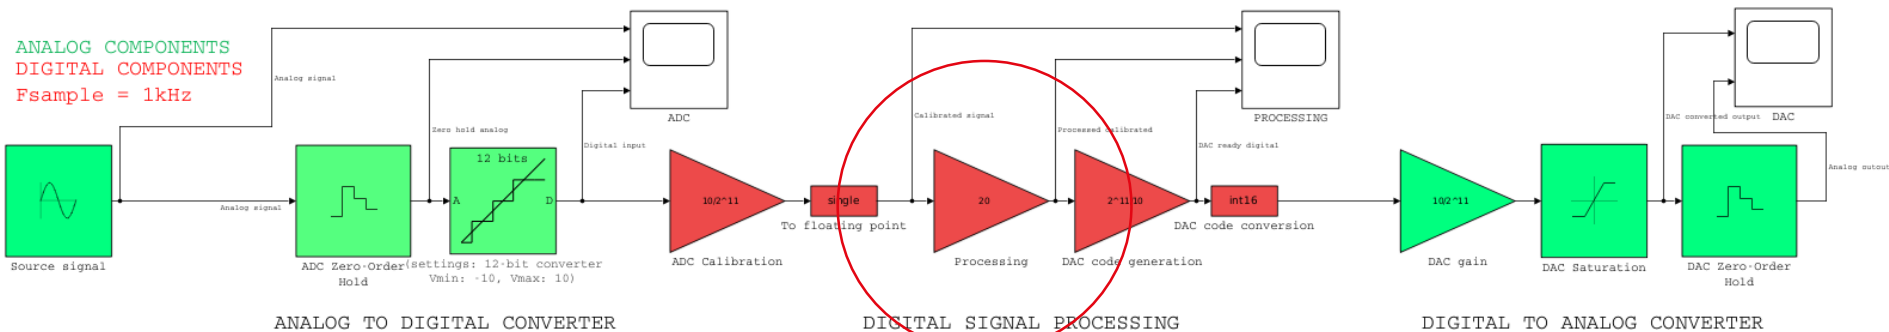 ANALOG COMPONENTS
DIGITAL COMPONENTS
Fsample = 1kHz
Analog signal
Source signal
Analog signal
ADC Zero-Order
Hold
Zero hold analog
12 bits
A
D
(settings: 12-bit converter
Vmin: -10, Vmax: 10)
Digital input
ADC
10/2^11
ADC Calibration
single
To floating point
Calibrated signal
20
Processing
Processed calibrated
2^11/10
DAC code generation
DAC ready digital
PROCESSING
int16
DAC code conversion
10/2^11
DAC gain
DAC Saturation
DAC converted output
DAC
DAC Zero-Order
Hold
Analog output
ANALOG TO DIGITAL CONVERTER
DIGITAL SIGNAL PROCESSING
DIGITAL TO ANALOG CONVERTER